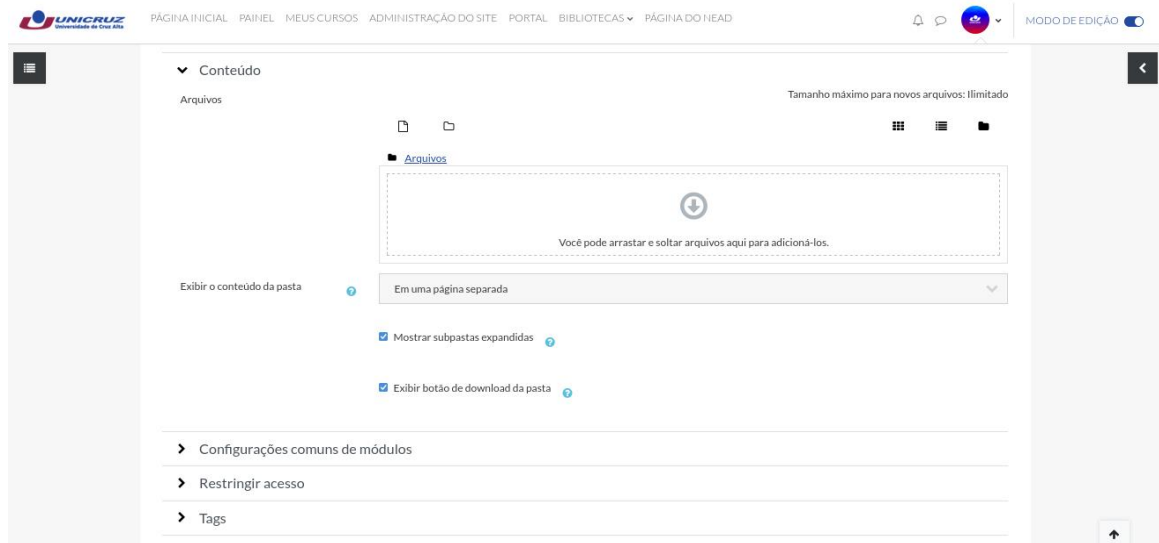 UNICRUZ
Universidade de Cruz Alta
PÁGINA INICIAL PAINEL MEUS CURSOS ADMINISTRAÇÃO DO SITE PORTAL BIBLIOTECAS PÁGINA DO NEAD
MODO DE EDIÇÃO
Conteúdo
Arquivos
Tamanho máximo para novos arquivos: Ilimitado
Arquivos
Você pode arrastar e soltar arquivos aqui para adicioná-los.
Exibir o conteúdo da pasta
Em uma página separada
Mostrar subpastas expandidas
Exibir botão de download da pasta
Configurações comuns de módulos
Restringir acesso
Tags